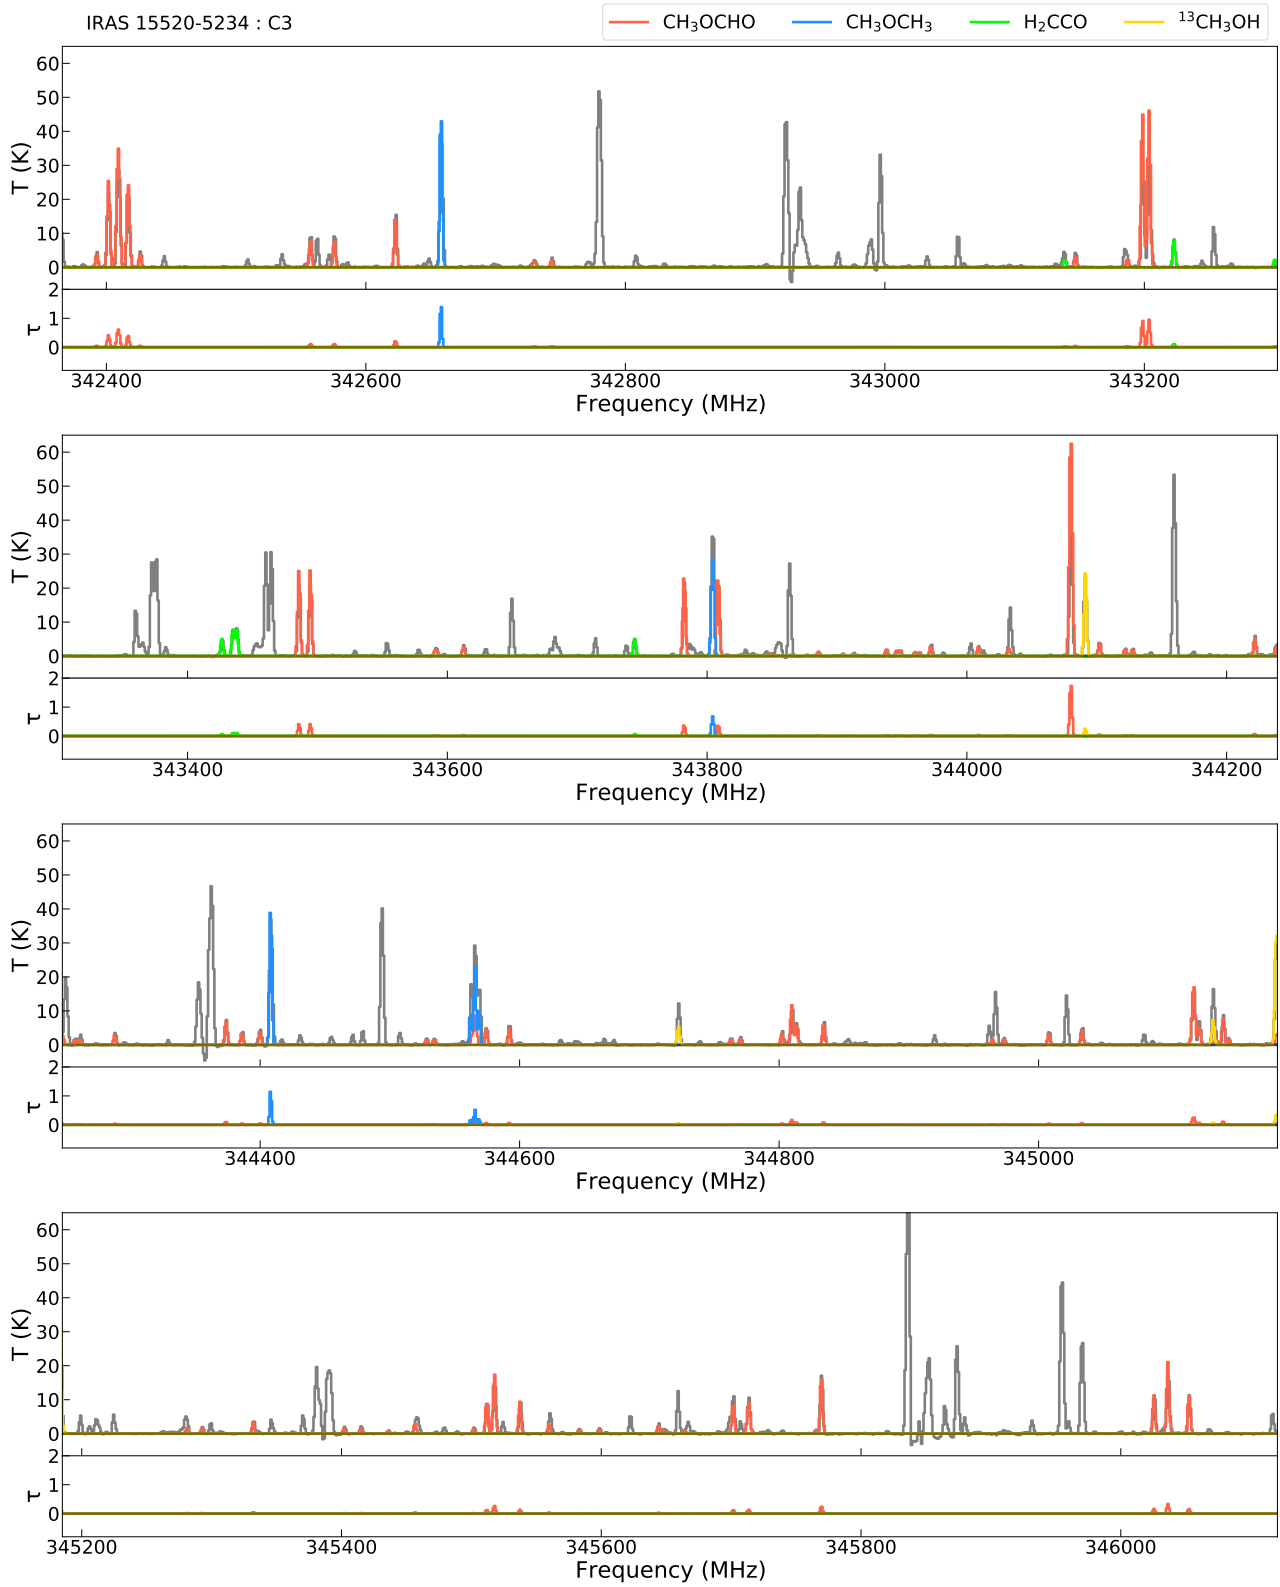 IRAS 15520-5234 : C3
CH₃OCHO CH₃OCH₃ H₂CCO ¹³CH₃OH
60
50
40
30
20
10
0
T (K)
2
1
0
τ
342400 342600 342800 343000 343200
Frequency (MHz)
60
50
40
30
20
10
0
T (K)
2
1
0
τ
343400 343600 343800 344000 344200
Frequency (MHz)
60
50
40
30
20
10
0
T (K)
2
1
0
τ
344400 344600 344800 345000
Frequency (MHz)
60
50
40
30
20
10
0
T (K)
2
1
0
τ
345200 345400 345600 345800 346000
Frequency (MHz)